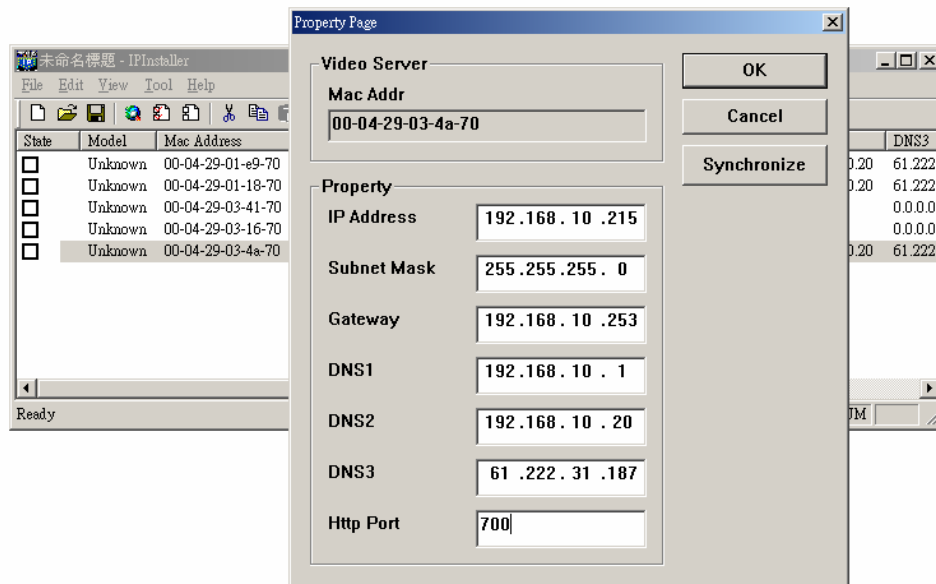 Property Page
未命名標題 - IPInstaller
File Edit View Tool Help
State Model Mac Address DNS3
Unknown 00-04-29-01-e9-70 0.20 61.222
Unknown 00-04-29-01-18-70 0.20 61.222
Unknown 00-04-29-03-41-70 0.0.0.0
Unknown 00-04-29-03-16-70 0.0.0.0
Unknown 00-04-29-03-4a-70 0.20 61.222
Ready
Video Server
Mac Addr
00-04-29-03-4a-70
OK
Cancel
Synchronize
Property
IP Address 192.168. 10 .215
Subnet Mask 255.255.255. 0
Gateway 192.168. 10 .253
DNS1 192.168. 10 . 1
DNS2 192.168. 10 . 20
DNS3 61 .222. 31 .187
Http Port 700